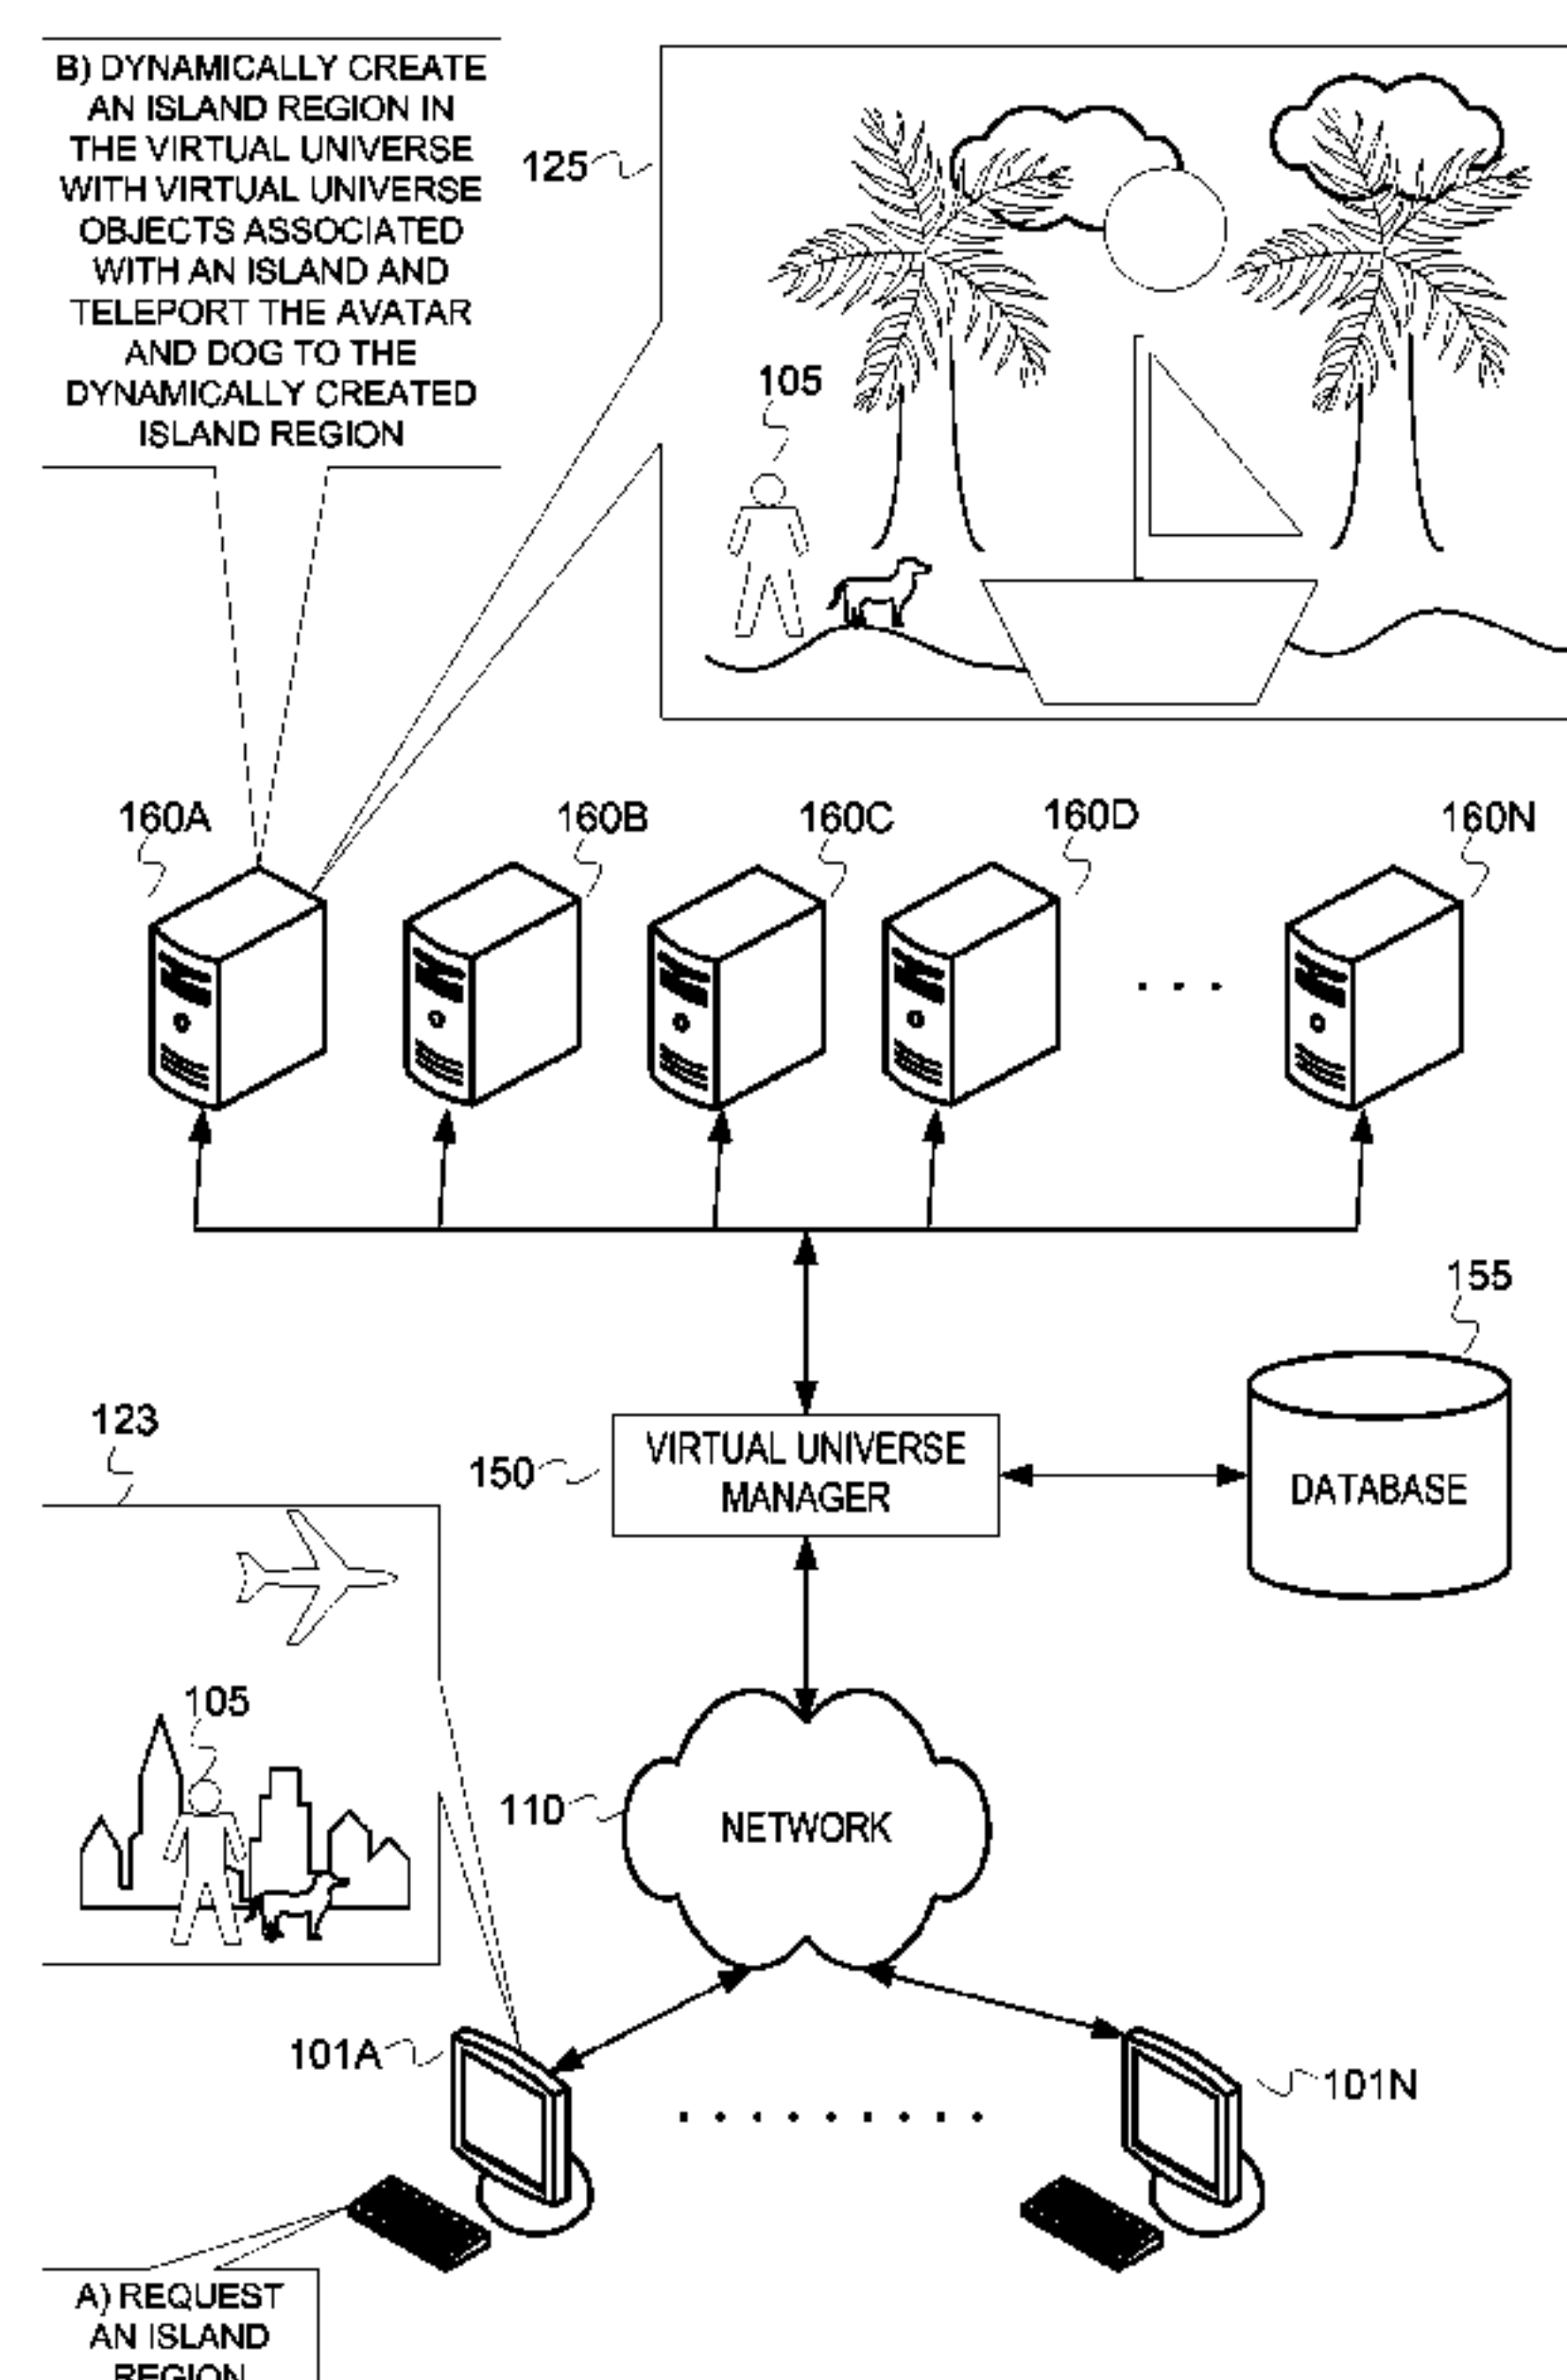 B) DYNAMICALLY CREATE
AN ISLAND REGION IN
THE VIRTUAL UNIVERSE
WITH VIRTUAL UNIVERSE
OBJECTS ASSOCIATED
WITH AN ISLAND AND
TELEPORT THE AVATAR
AND DOG TO THE
DYNAMICALLY CREATED
ISLAND REGION
125
105
160A
160B
160C
160D
160N
155
123
150
VIRTUAL UNIVERSE
MANAGER
DATABASE
105
110
NETWORK
101A
101N
A) REQUEST
AN ISLAND
REGION